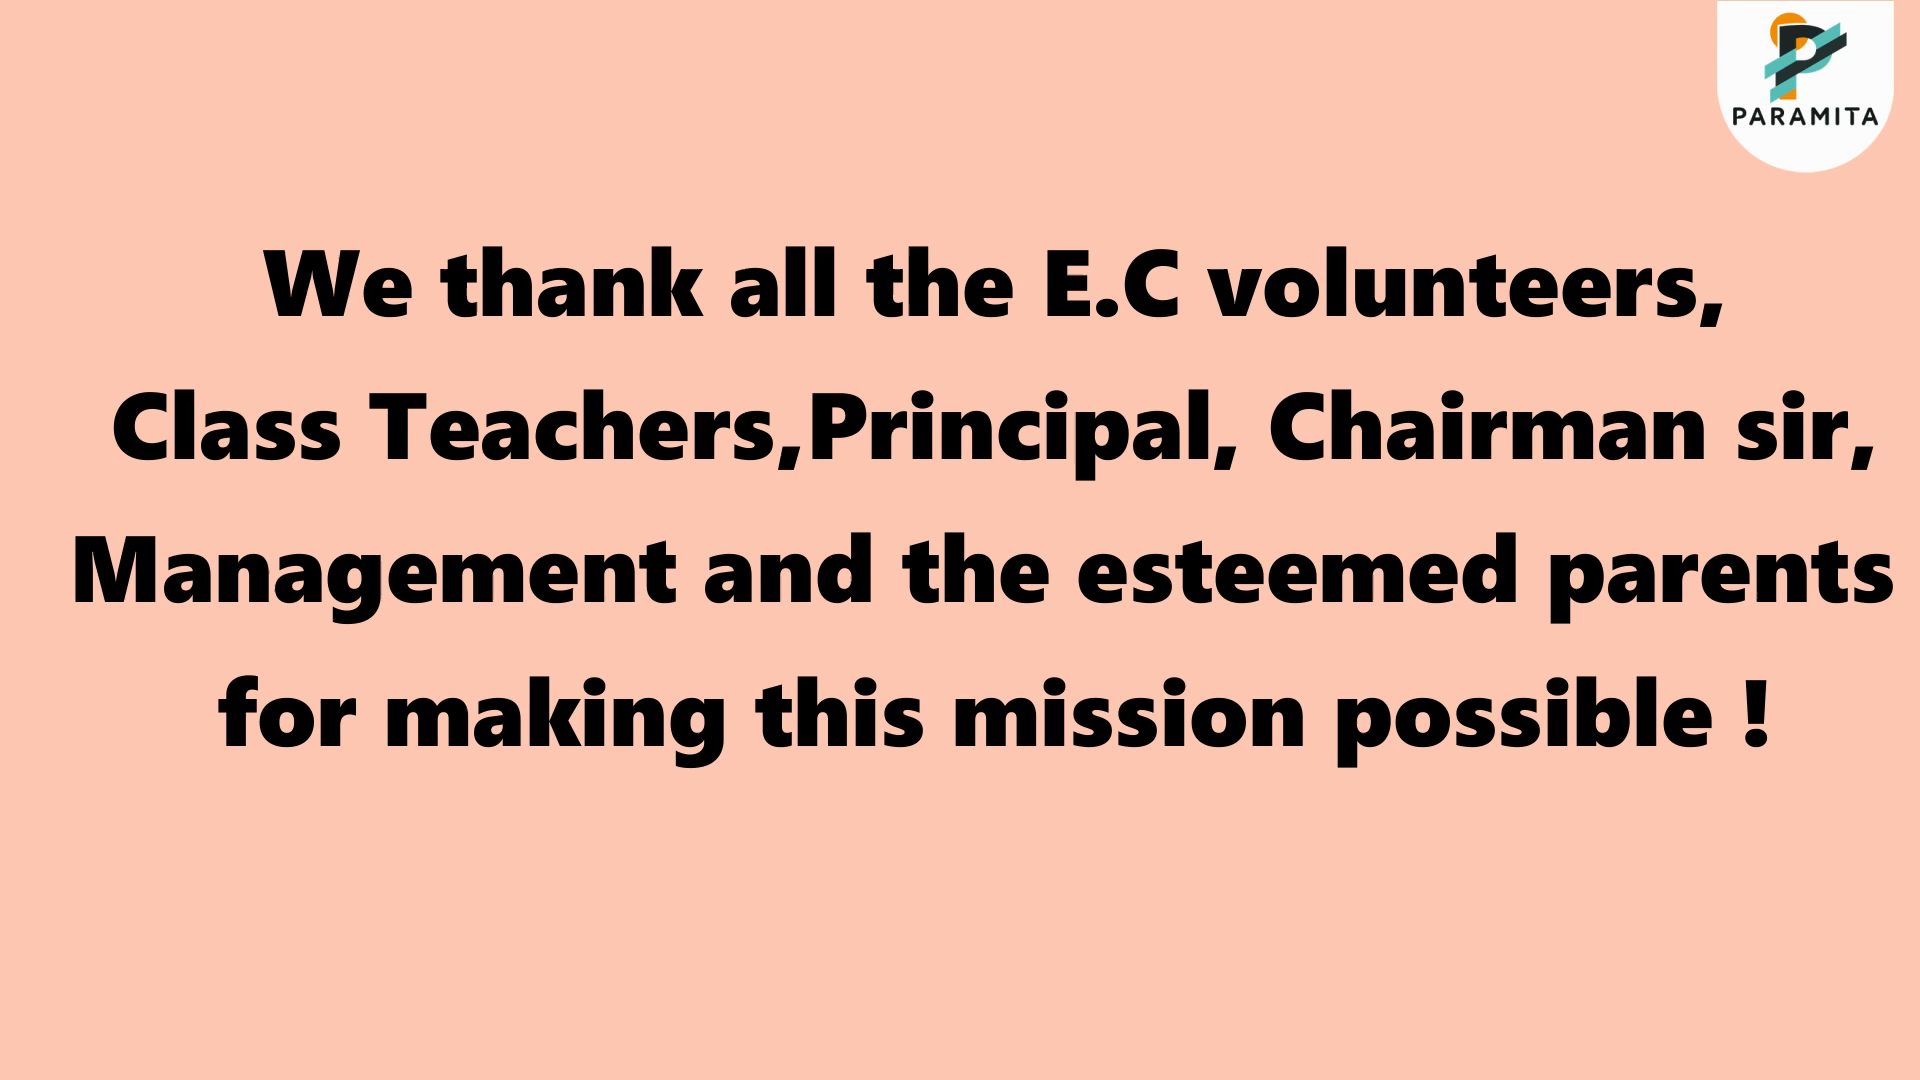 PARAMITA
We thank all the E.C volunteers,
Class Teachers,Principal, Chairman sir,
Management and the esteemed parents
for making this mission possible !